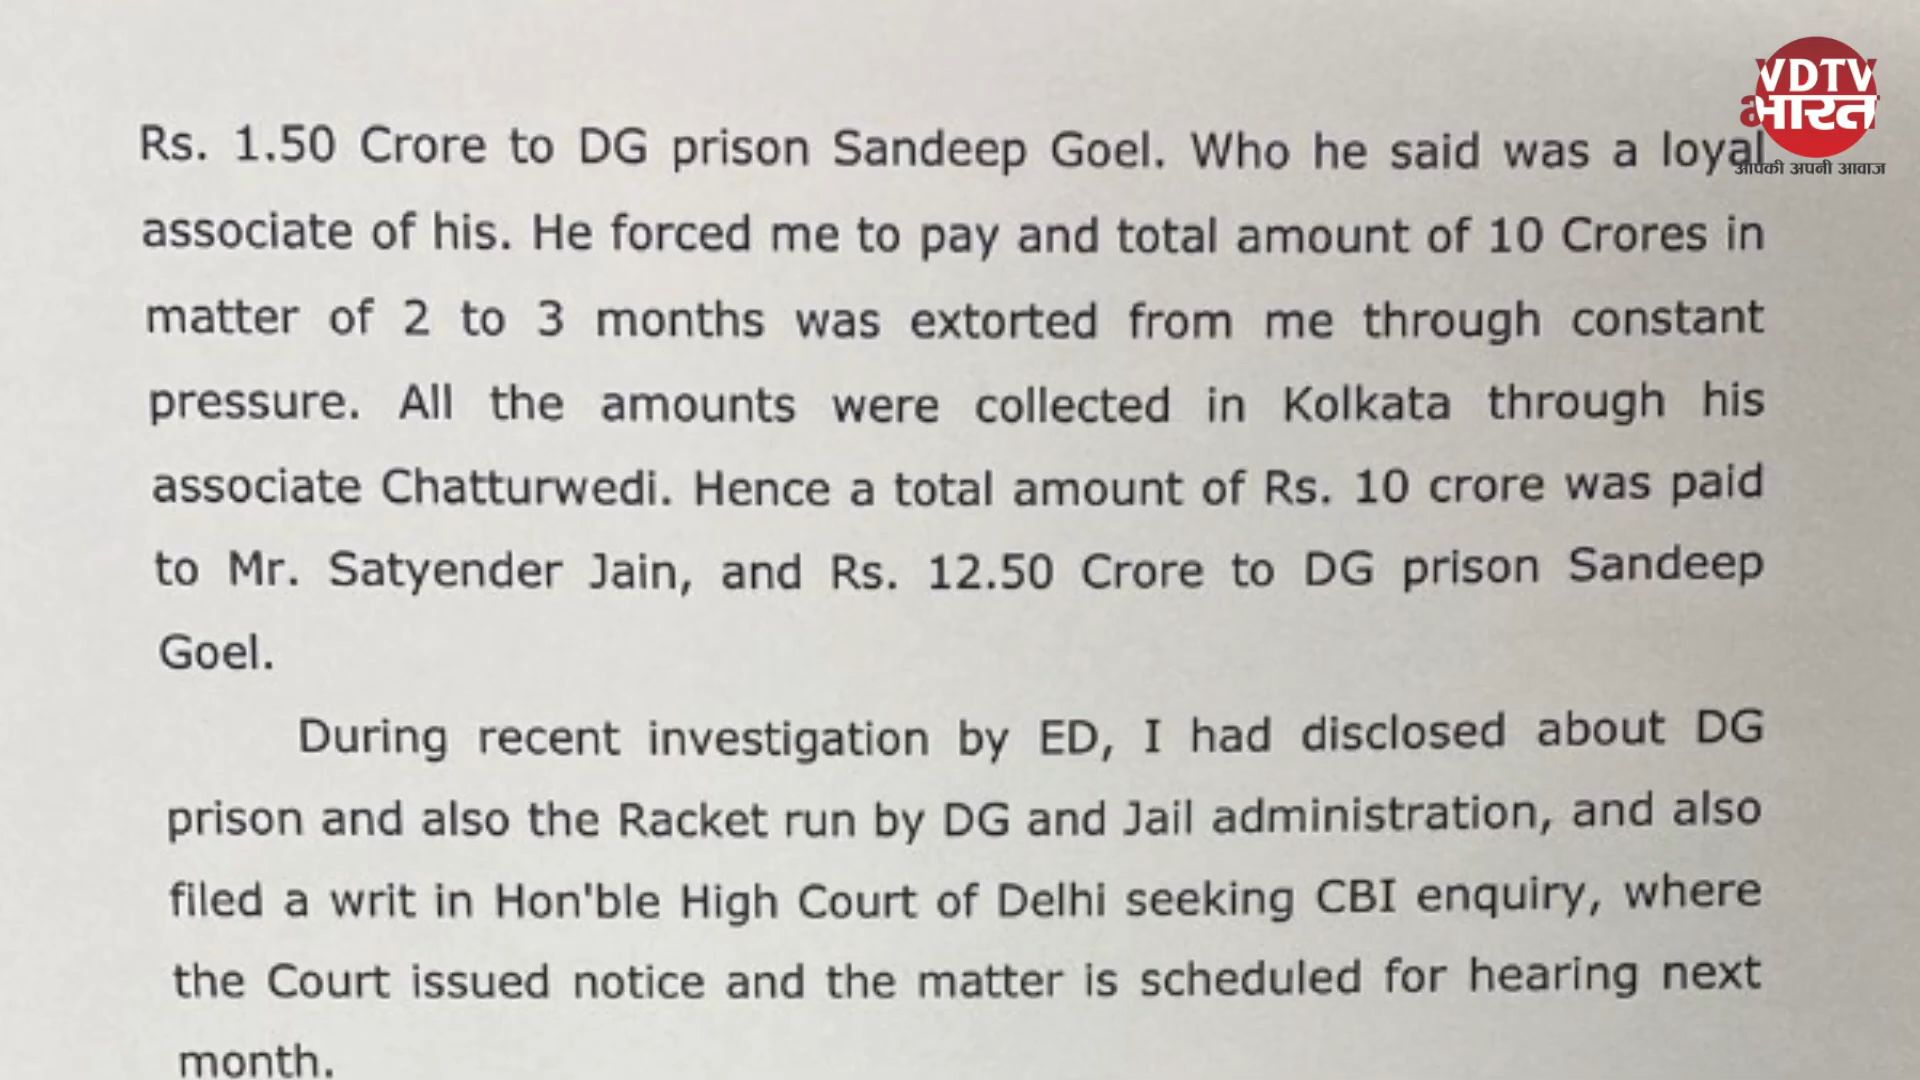 VDTV
भारत
आपकी अपनी आवाज
Rs. 1.50 Crore to DG prison Sandeep Goel. Who he said was a loyal
associate of his. He forced me to pay and total amount of 10 Crores in
matter of 2 to 3 months was extorted from me through constant
pressure. All the amounts were collected in Kolkata through his
associate Chatturwedi. Hence a total amount of Rs. 10 crore was paid
to Mr. Satyender Jain, and Rs. 12.50 Crore to DG prison Sandeep
Goel.
During recent investigation by ED, I had disclosed about DG
prison and also the Racket run by DG and Jail administration, and also
filed a writ in Hon'ble High Court of Delhi seeking CBI enquiry, where
the Court issued notice and the matter is scheduled for hearing next
month.